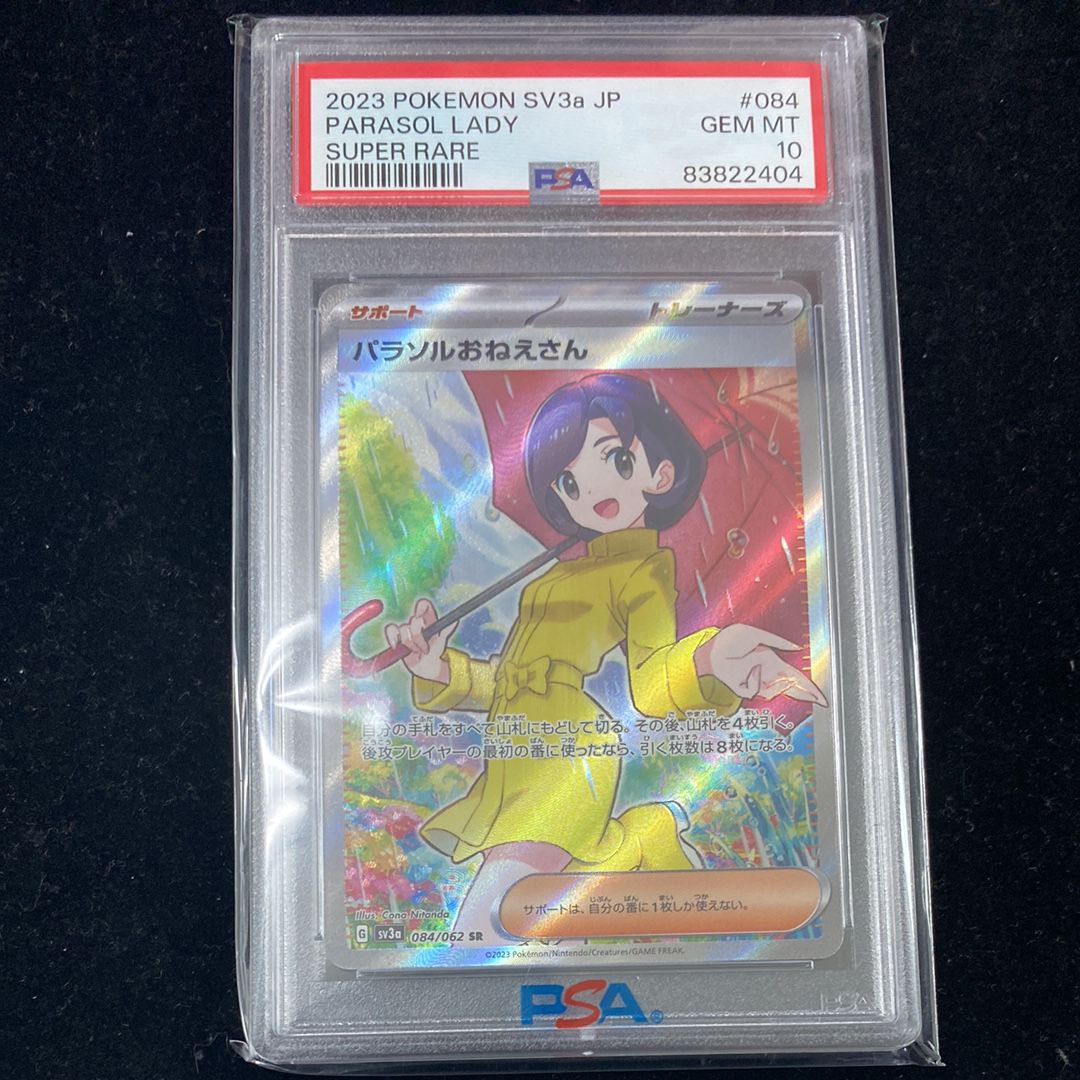 2023 POKEMON SV3a JP #084
PARASOL LADY GEM MT
SUPER RARE 10
PSA 83822404
サポート トレーナーズ
パラソルおねえさん
自分の手札をすべて山札にもどして切る。その後、山札を4枚引く。
後攻プレイヤーの最初の番に使ったなら、引く枚数は8枚になる。
サポートは、自分の番に1枚しか使えない。
Illus. Cona Nitanda
G sv3a 084/062 SR
©2023 Pokémon/Nintendo/Creatures/GAME FREAK.
PSA
PSA